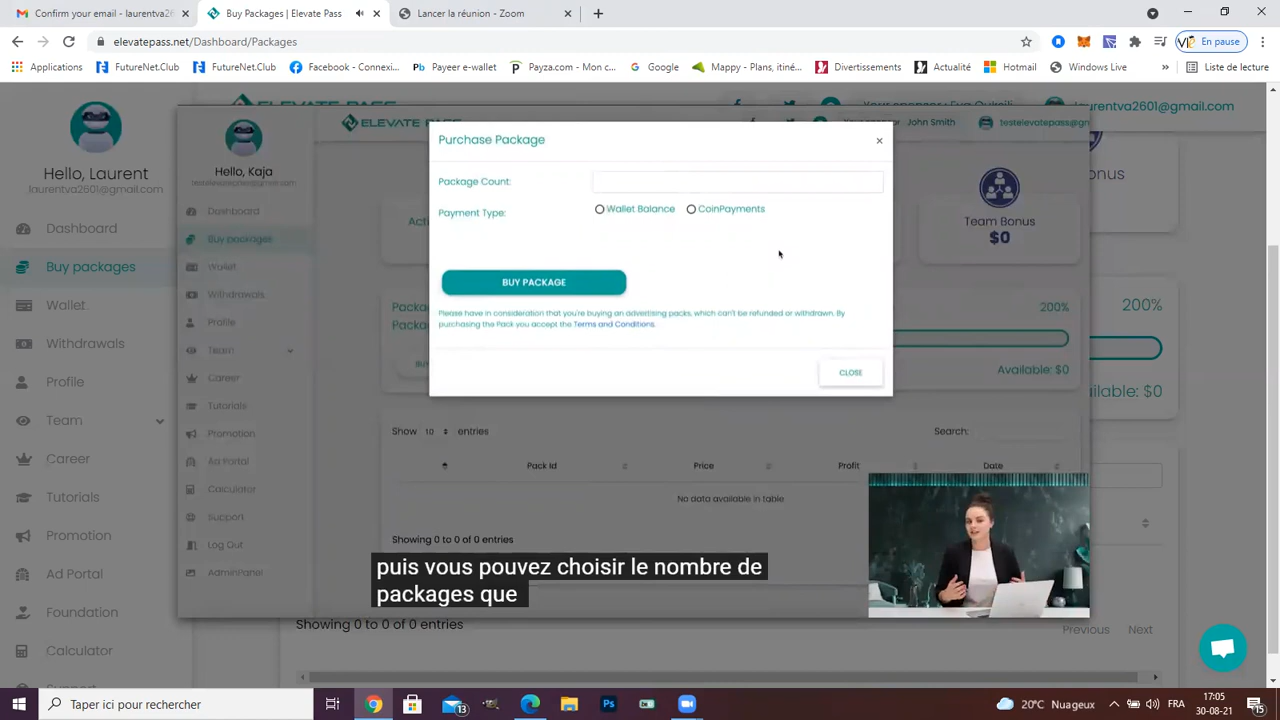 Confirm your email - laurentva26
Buy Packages | Elevate Pass
Lancer la réunion - Zoom
elevatepass.net/Dashboard/Packages
En pause
Applications
FutureNet.Club
FutureNet.Club
Facebook - Connexi...
Payeer e-wallet
Payza.com - Mon c...
Google
Mappy - Plans, itiné...
Divertissements
Actualité
Hotmail
Windows Live
»
Liste de lecture
Hello, Laurent
laurentva2601@gmail.com
Dashboard
Buy packages
Wallet
Withdrawals
Profile
Team
Career
Tutorials
Promotion
Ad Portal
Foundation
Calculator
laurentva2601@gmail.com
ELEVATE PASS
John Smith
testelevatepass@gm
Hello, Kaja
Dashboard
Buy packages
Wallet
Withdrawals
Profile
Team
Career
Tutorials
Promotion
Ad Portal
Calculator
Support
Log Out
AdminPanel
Purchase Package
×
Package Count:
Payment Type:
Wallet Balance
CoinPayments
BUY PACKAGE
Please have in consideration that you're buying an advertising packs, which can't be refunded or withdrawn. By
purchasing the Pack you accept the Terms and Conditions.
CLOSE
Team Bonus
$0
200%
Available: $0
onus
200%
ilable: $0
Show 10 entries
Search:
Pack Id
Price
Profit
Date
No data available in table
Showing 0 to 0 of 0 entries
puis vous pouvez choisir le nombre de
packages que
Showing 0 to 0 of 0 entries
Previous
Next
Taper ici pour rechercher
13
20°C Nuageux
FRA
17:05
30-08-21
15